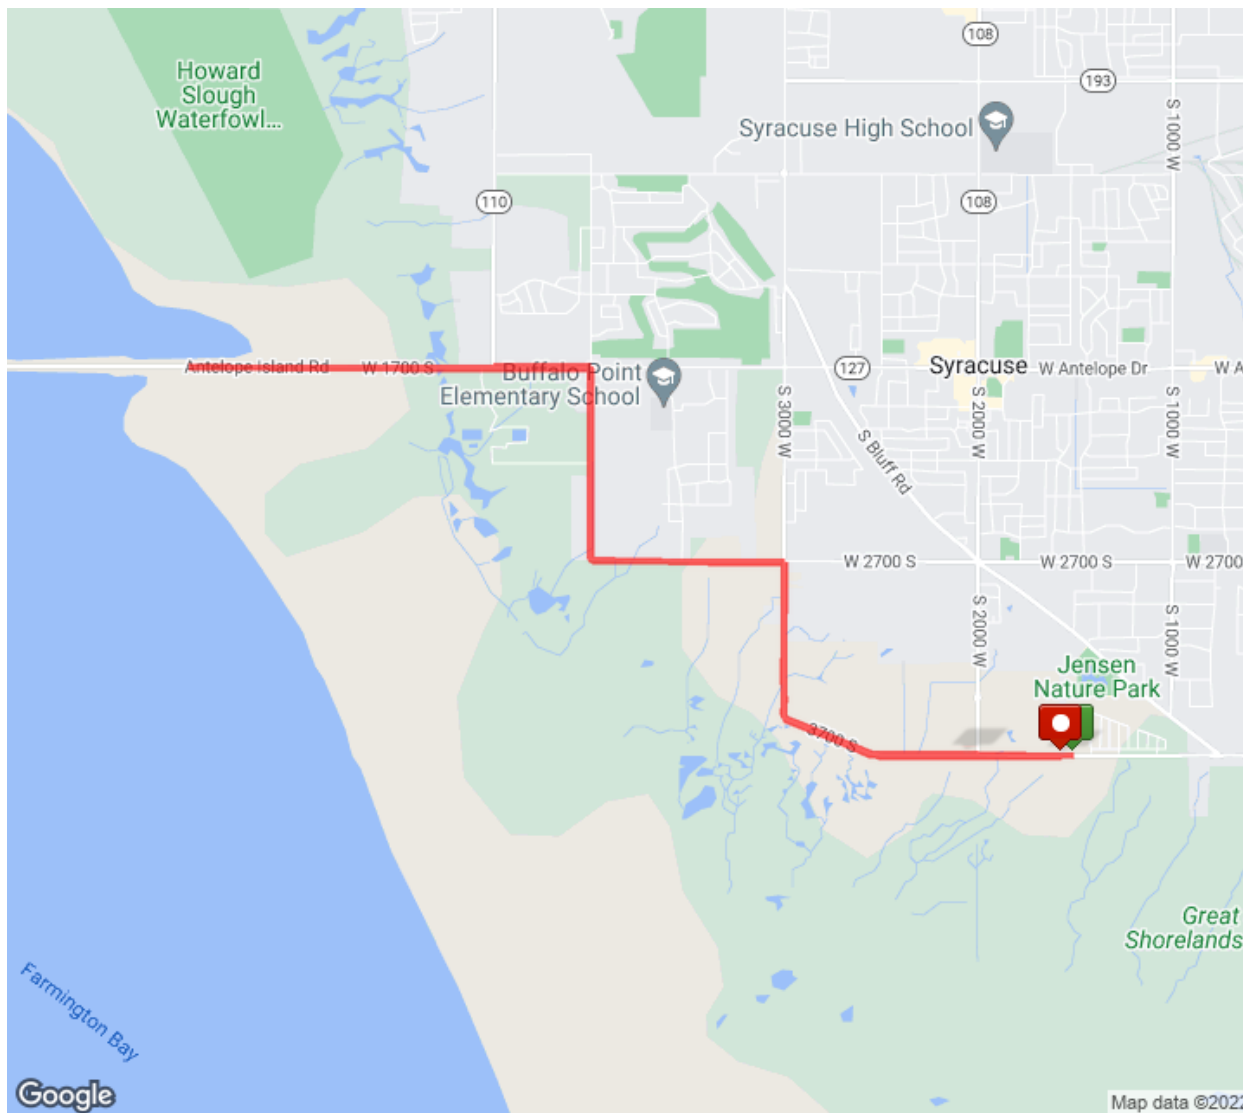 108
193
Howard
Slough
Waterfowl...
S 1000 W
Syracuse High School
110
108
Antelope Island Rd
W 1700 S
Buffalo Point
Elementary School
127
Syracuse
W Antelope Dr
W A
S 3000 W
S 2000 W
S 1000 W
S Bluff Rd
W 2700 S
W 2700 S
W 2700
S 2000 W
S 1000 W
Jensen
Nature Park
3700 S
Great
Shorelands
Farmington Bay
Google
Map data ©2022